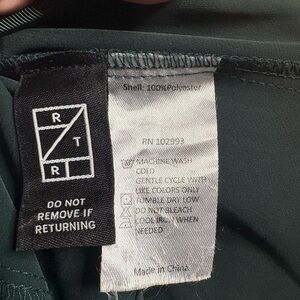 R
T
R
DO NOT
REMOVE IF
RETURNING
Shell: 100%Polyester
RN 102993
MACHINE WASH
COLD
GENTLE CYCLE WITH
LIKE COLORS ONLY
TUMBLE DRY LOW
DO NOT BLEACH
COOL IRON WHEN
NEEDED
Made in China